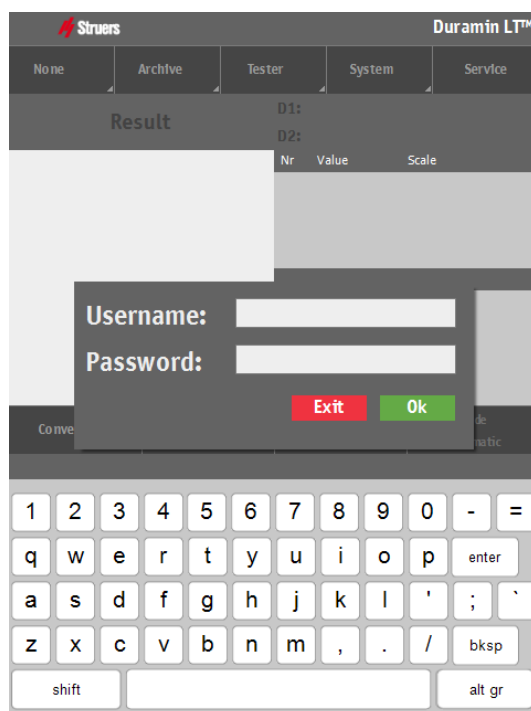 Struers Duramin LT™
None Archive Tester System Service
Result
D1:
D2:
Nr Value Scale
Username:
Password:
Exit Ok
1 2 3 4 5 6 7 8 9 0 - =
q w e r t y u i o p enter
a s d f g h j k l ' ; `
z x c v b n m , . / bksp
shift alt gr